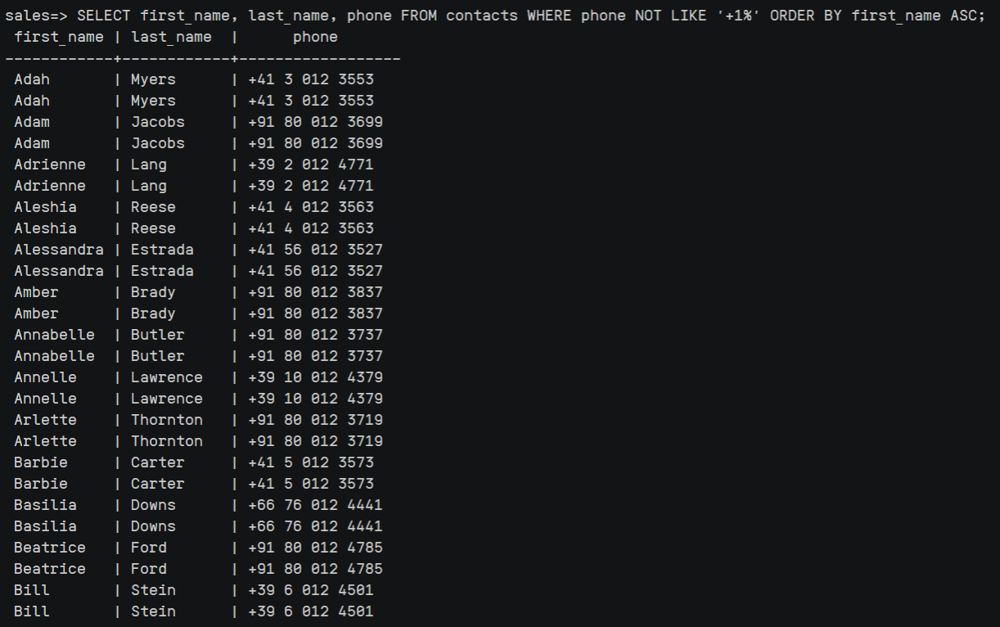 sales=> SELECT first_name, last_name, phone FROM contacts WHERE phone NOT LIKE '+1%' ORDER BY first_name ASC;
 first_name | last_name  |      phone
------------+------------+------------------
 Adah       | Myers      | +41 3 012 3553
 Adah       | Myers      | +41 3 012 3553
 Adam       | Jacobs     | +91 80 012 3699
 Adam       | Jacobs     | +91 80 012 3699
 Adrienne   | Lang       | +39 2 012 4771
 Adrienne   | Lang       | +39 2 012 4771
 Aleshia    | Reese      | +41 4 012 3563
 Aleshia    | Reese      | +41 4 012 3563
 Alessandra | Estrada    | +41 56 012 3527
 Alessandra | Estrada    | +41 56 012 3527
 Amber      | Brady      | +91 80 012 3837
 Amber      | Brady      | +91 80 012 3837
 Annabelle  | Butler     | +91 80 012 3737
 Annabelle  | Butler     | +91 80 012 3737
 Annelle    | Lawrence   | +39 10 012 4379
 Annelle    | Lawrence   | +39 10 012 4379
 Arlette    | Thornton   | +91 80 012 3719
 Arlette    | Thornton   | +91 80 012 3719
 Barbie     | Carter     | +41 5 012 3573
 Barbie     | Carter     | +41 5 012 3573
 Basilia    | Downs      | +66 76 012 4441
 Basilia    | Downs      | +66 76 012 4441
 Beatrice   | Ford       | +91 80 012 4785
 Beatrice   | Ford       | +91 80 012 4785
 Bill       | Stein      | +39 6 012 4501
 Bill       | Stein      | +39 6 012 4501